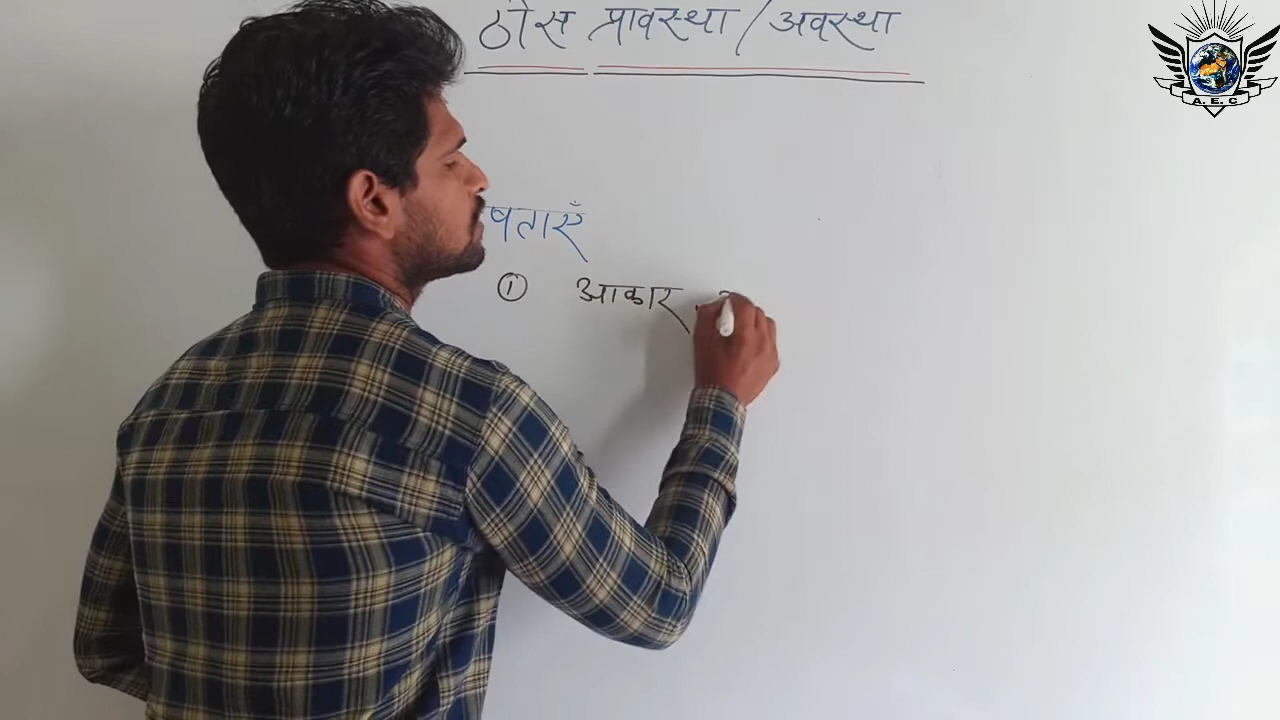 ठोस प्रावस्था / अवस्था
A. E. C
षताएँ
① आकार